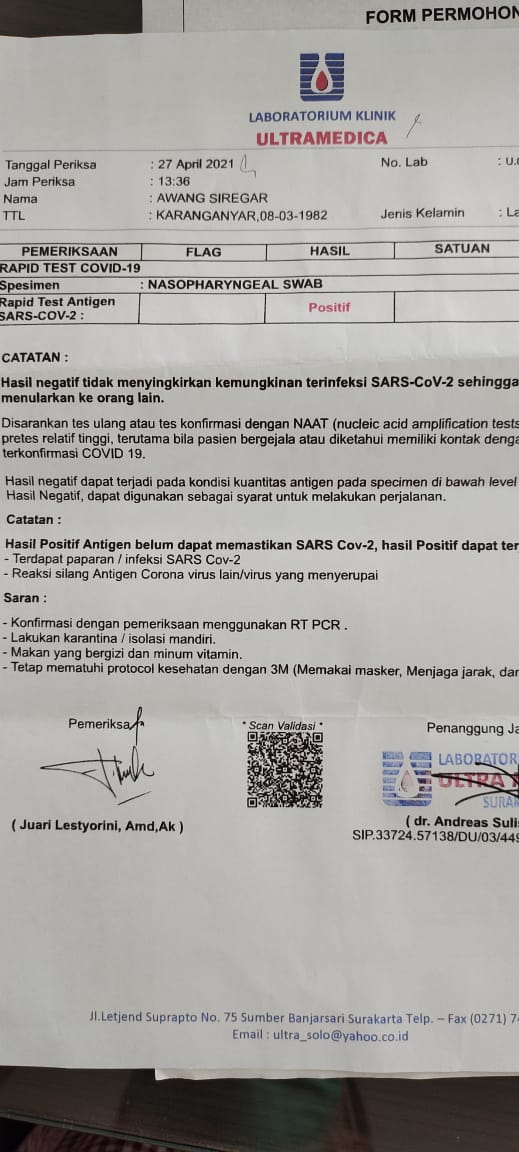 FORM PERMOHON
LABORATORIUM KLINIK
ULTRAMEDICA
Tanggal Periksa : 27 April 2021 No. Lab :
Jam Periksa : 13:36
Nama : AWANG SIREGAR
TTL : KARANGANYAR,08-03-1982 Jenis Kelamin : La
PEMERIKSAAN FLAG HASIL SATUAN
RAPID TEST COVID-19
Spesimen : NASOPHARYNGEAL SWAB
Rapid Test Antigen
SARS-COV-2 : Positif
CATATAN :
Hasil negatif tidak menyingkirkan kemungkinan terinfeksi SARS-CoV-2 sehingga
menularkan ke orang lain.
Disarankan tes ulang atau tes konfirmasi dengan NAAT (nucleic acid amplification tests
pretes relatif tinggi, terutama bila pasien bergejala atau diketahui memiliki kontak denga
terkonfirmasi COVID 19.
Hasil negatif dapat terjadi pada kondisi kuantitas antigen pada specimen di bawah level
Hasil Negatif, dapat digunakan sebagai syarat untuk melakukan perjalanan.
Catatan :
Hasil Positif Antigen belum dapat memastikan SARS Cov-2, hasil Positif dapat ter
- Terdapat paparan / infeksi SARS Cov-2
- Reaksi silang Antigen Corona virus lain/virus yang menyerupai
Saran :
- Konfirmasi dengan pemeriksaan menggunakan RT PCR .
- Lakukan karantina / isolasi mandiri.
- Makan yang bergizi dan minum vitamin.
- Tetap mematuhi protocol kesehatan dengan 3M (Memakai masker, Menjaga jarak, dan
Pemeriksa * Scan Validasi * Penanggung Ja
LABORATOR
ULTRA
SURA
( Juari Lestyorini, Amd,Ak ) ( dr. Andreas Sulis
SIP.33724.57138/DU/03/449
Jl.Letjend Suprapto No. 75 Sumber Banjarsari Surakarta Telp. – Fax (0271) 74
Email : ultra_solo@yahoo.co.id